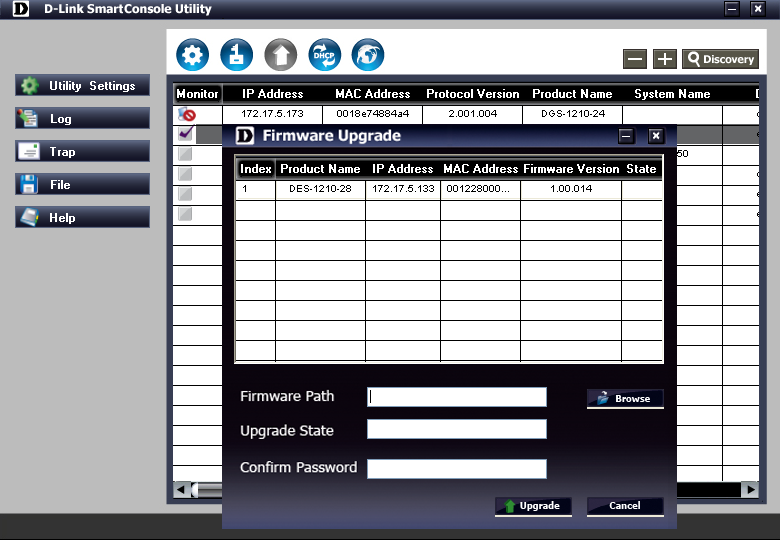 D D-Link SmartConsole Utility
DHCP
Discovery
Utility Settings
Log
Trap
File
Help
Monitor IP Address MAC Address Protocol Version Product Name System Name D
172.17.5.173 0018e74884a4 2.001.004 DGS-1210-24
50
D Firmware Upgrade
Index Product Name IP Address MAC Address Firmware Version State
1 DES-1210-28 172.17.5.133 001228000... 1.00.014
Firmware Path
Browse
Upgrade State
Confirm Password
Upgrade Cancel